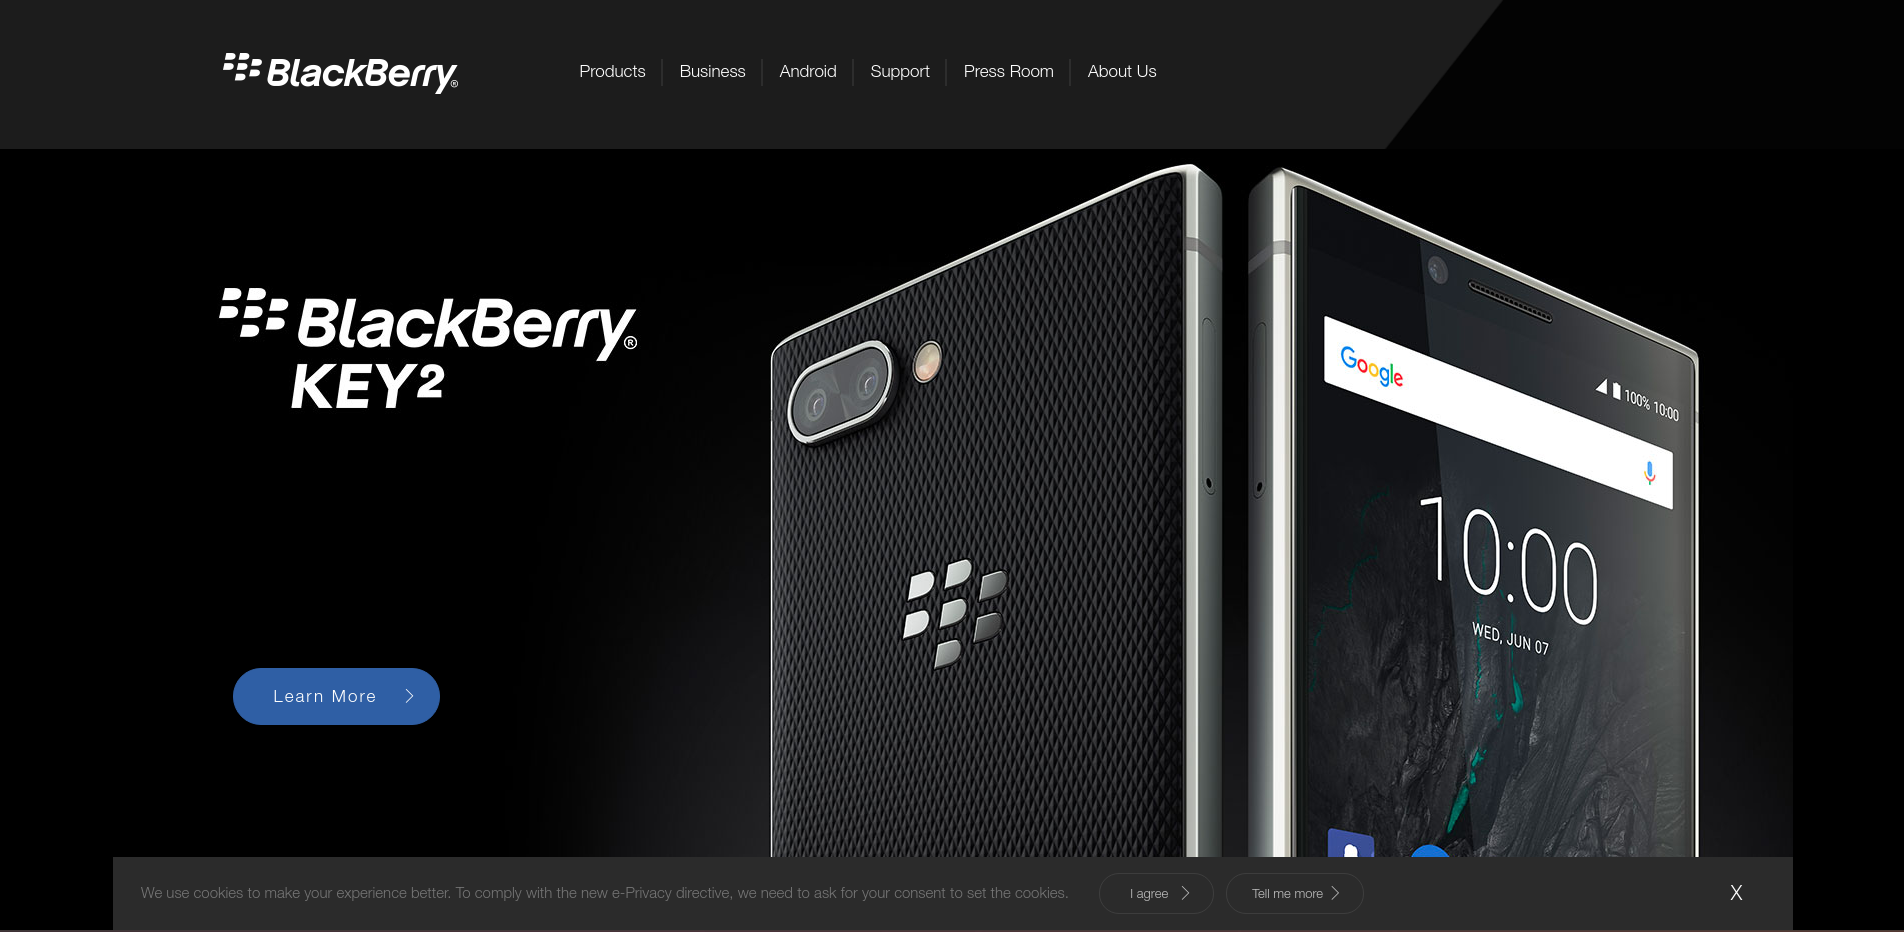 BlackBerry®
Products
Business
Android
Support
Press Room
About Us
BlackBerry®
KEY²
Google
100% 10:00
10:00
WED, JUN 07
Learn More
We use cookies to make your experience better. To comply with the new e-Privacy directive, we need to ask for your consent to set the cookies.
I agree
Tell me more
X